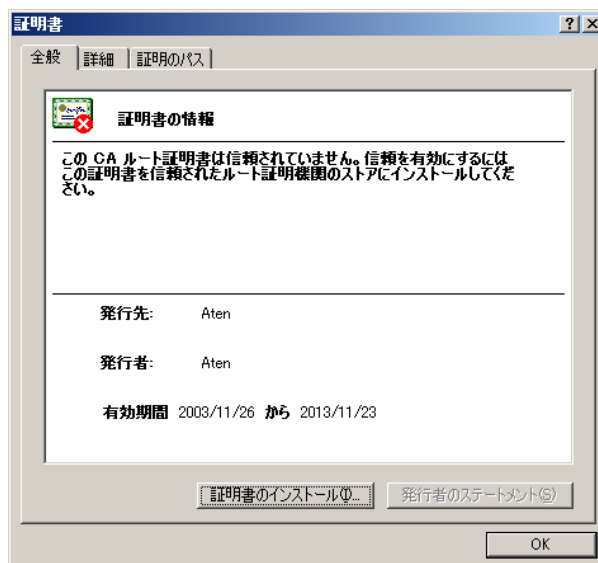 証明書
全般
詳細
証明のパス
証明書の情報
この CA ルート証明書は信頼されていません。信頼を有効にするには
この証明書を信頼されたルート証明機関のストアにインストールしてくだ
さい。
発行先: Aten
発行者: Aten
有効期間 2003/11/26 から 2013/11/23
証明書のインストール(I)...
発行者のステートメント(S)
OK